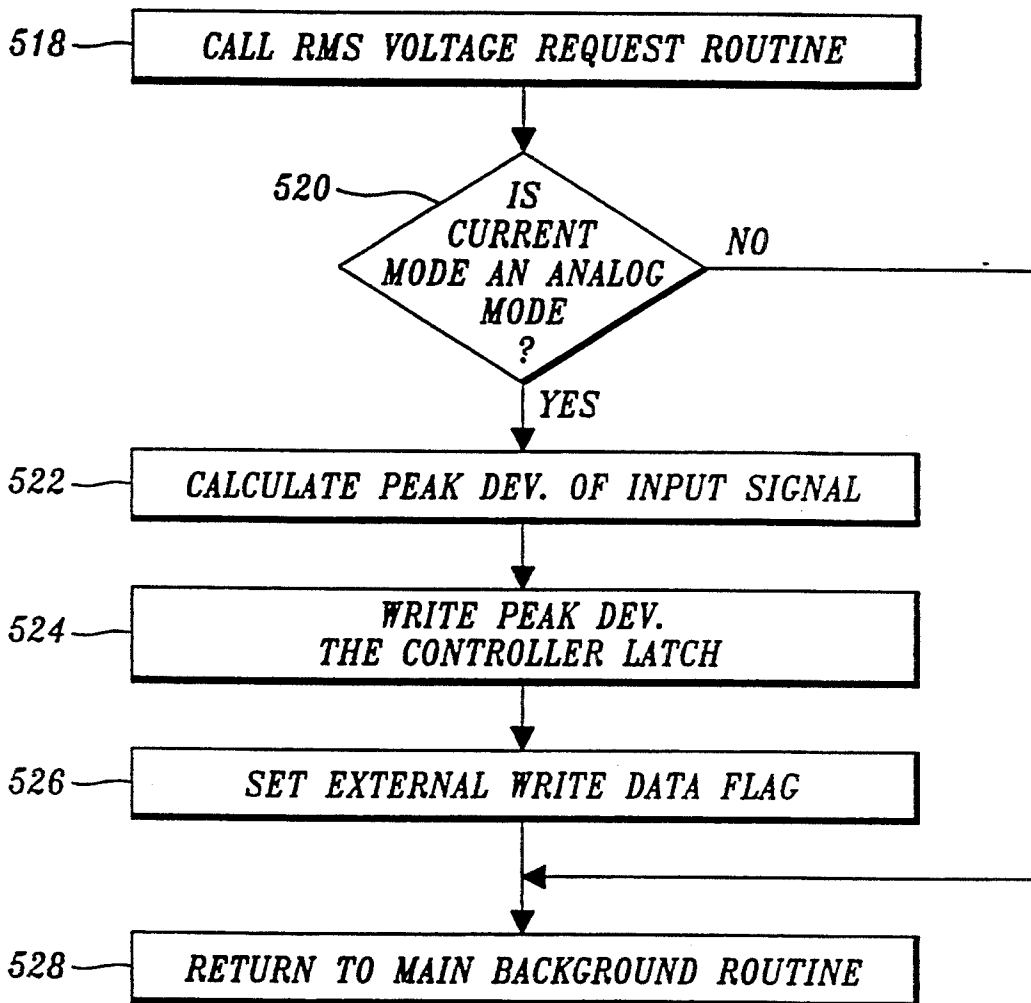 518
CALL RMS VOLTAGE REQUEST ROUTINE
520
IS
CURRENT
MODE AN ANALOG
MODE
?
NO
YES
522
CALCULATE PEAK DEV. OF INPUT SIGNAL
524
WRITE PEAK DEV.
THE CONTROLLER LATCH
526
SET EXTERNAL WRITE DATA FLAG
528
RETURN TO MAIN BACKGROUND ROUTINE